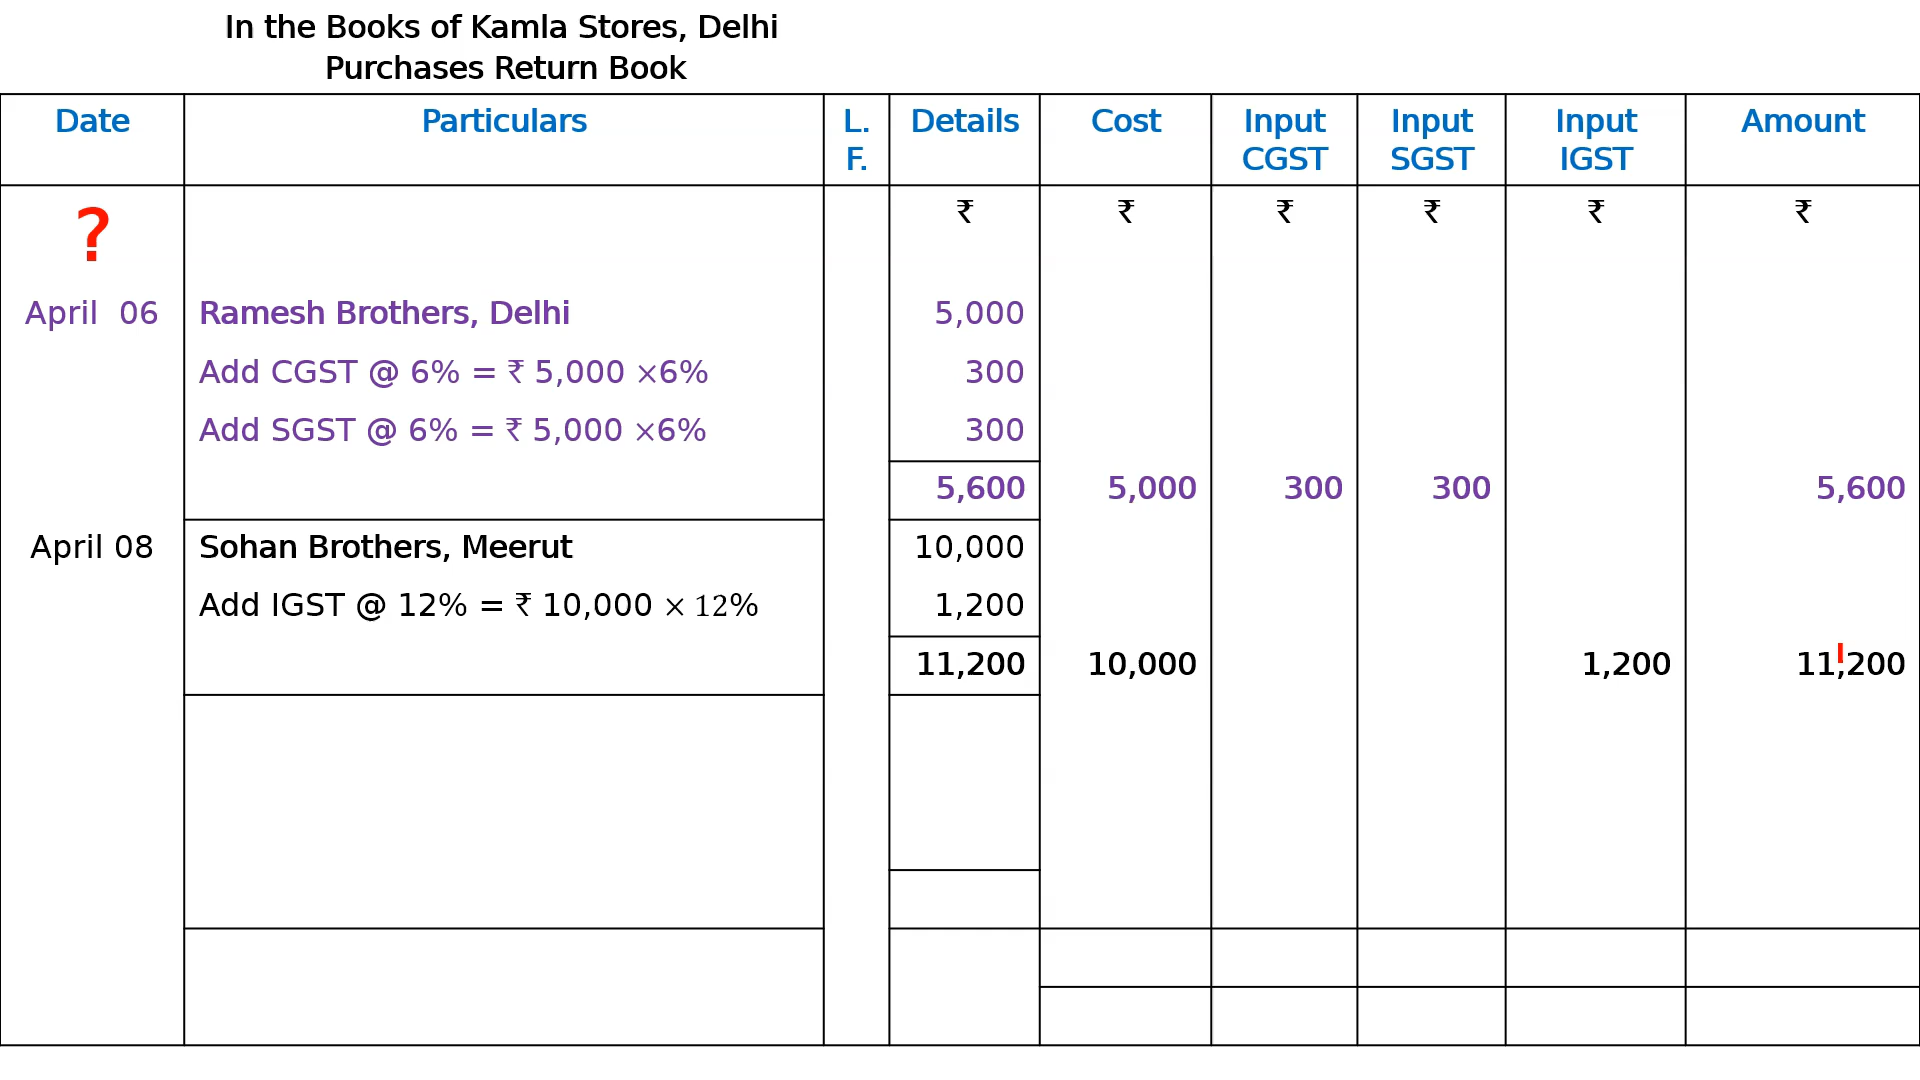 In the Books of Kamla Stores, Delhi
Purchases Return Book
Date Particulars L. F. Details Cost Input CGST Input SGST Input IGST Amount
? ₹ ₹ ₹ ₹ ₹ ₹
April 06 Ramesh Brothers, Delhi 5,000
Add CGST @ 6% = ₹ 5,000 ×6% 300
Add SGST @ 6% = ₹ 5,000 ×6% 300
5,600 5,000 300 300 5,600
April 08 Sohan Brothers, Meerut 10,000
Add IGST @ 12% = ₹ 10,000 × 12% 1,200
11,200 10,000 1,200 11,200